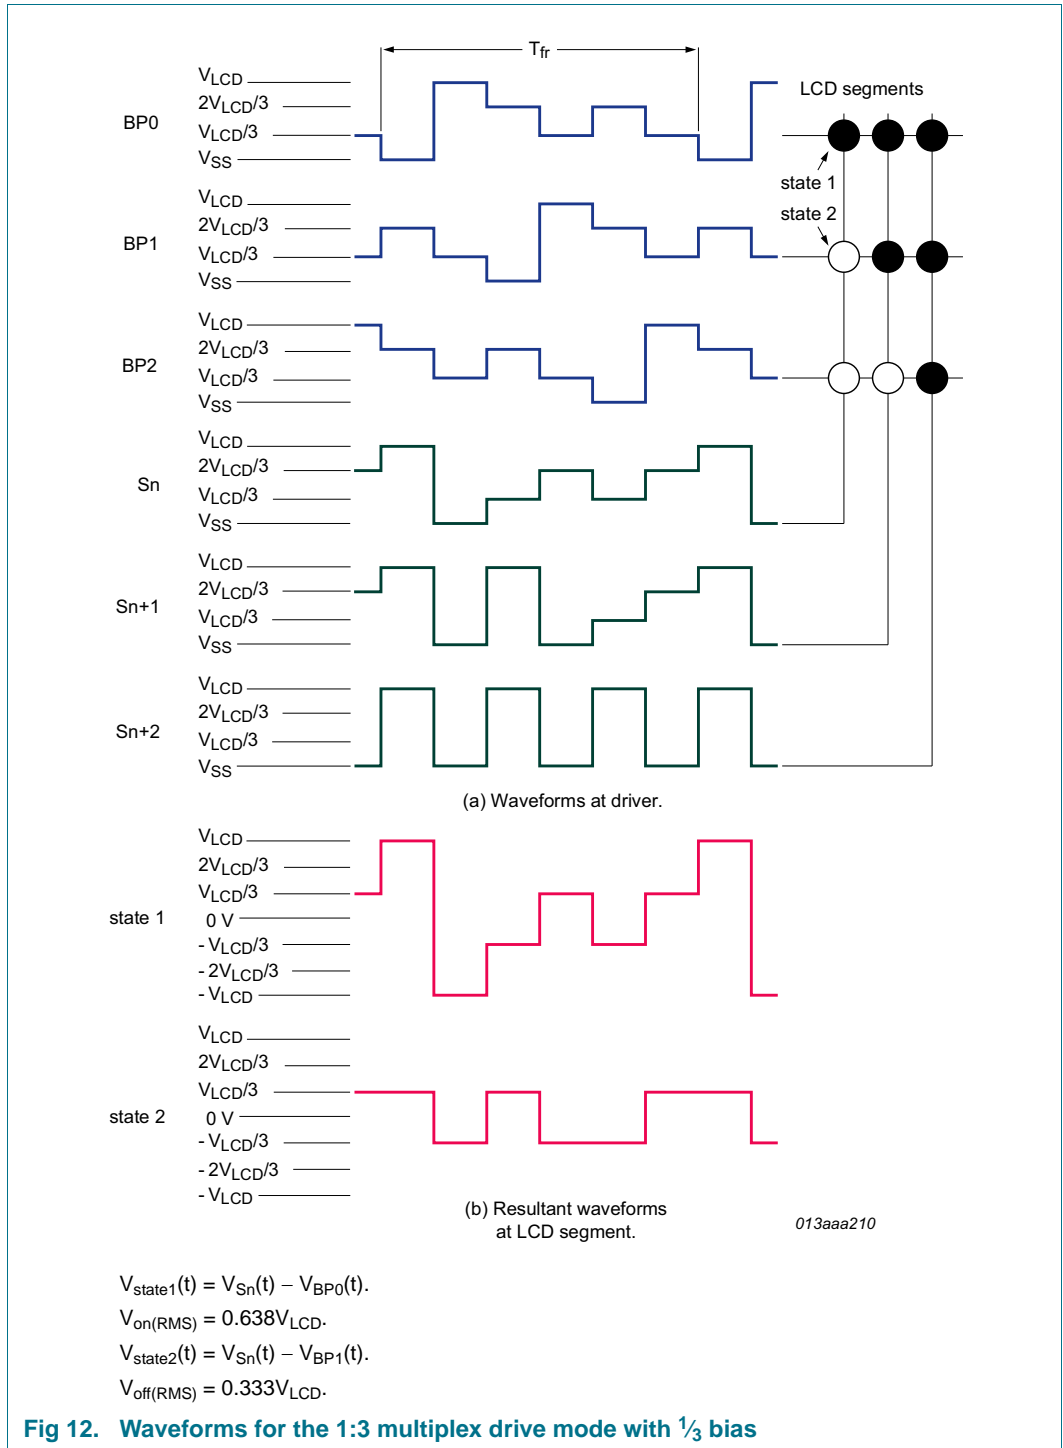 Tfr
VLCD
2VLCD/3
BP0
VLCD/3
VSS
LCD segments
state 1
VLCD
2VLCD/3
BP1
VLCD/3
VSS
state 2
VLCD
2VLCD/3
BP2
VLCD/3
VSS
VLCD
2VLCD/3
Sn
VLCD/3
VSS
VLCD
2VLCD/3
Sn+1
VLCD/3
VSS
VLCD
2VLCD/3
Sn+2
VLCD/3
VSS
(a) Waveforms at driver.
VLCD
2VLCD/3
VLCD/3
state 1
0 V
- VLCD/3
- 2VLCD/3
- VLCD
VLCD
2VLCD/3
VLCD/3
state 2
0 V
- VLCD/3
- 2VLCD/3
- VLCD
(b) Resultant waveforms
at LCD segment.
013aaa210
Vstate1(t) = VSn(t) − VBP0(t).
Von(RMS) = 0.638VLCD.
Vstate2(t) = VSn(t) − VBP1(t).
Voff(RMS) = 0.333VLCD.
Fig 12. Waveforms for the 1:3 multiplex drive mode with 1⁄3 bias